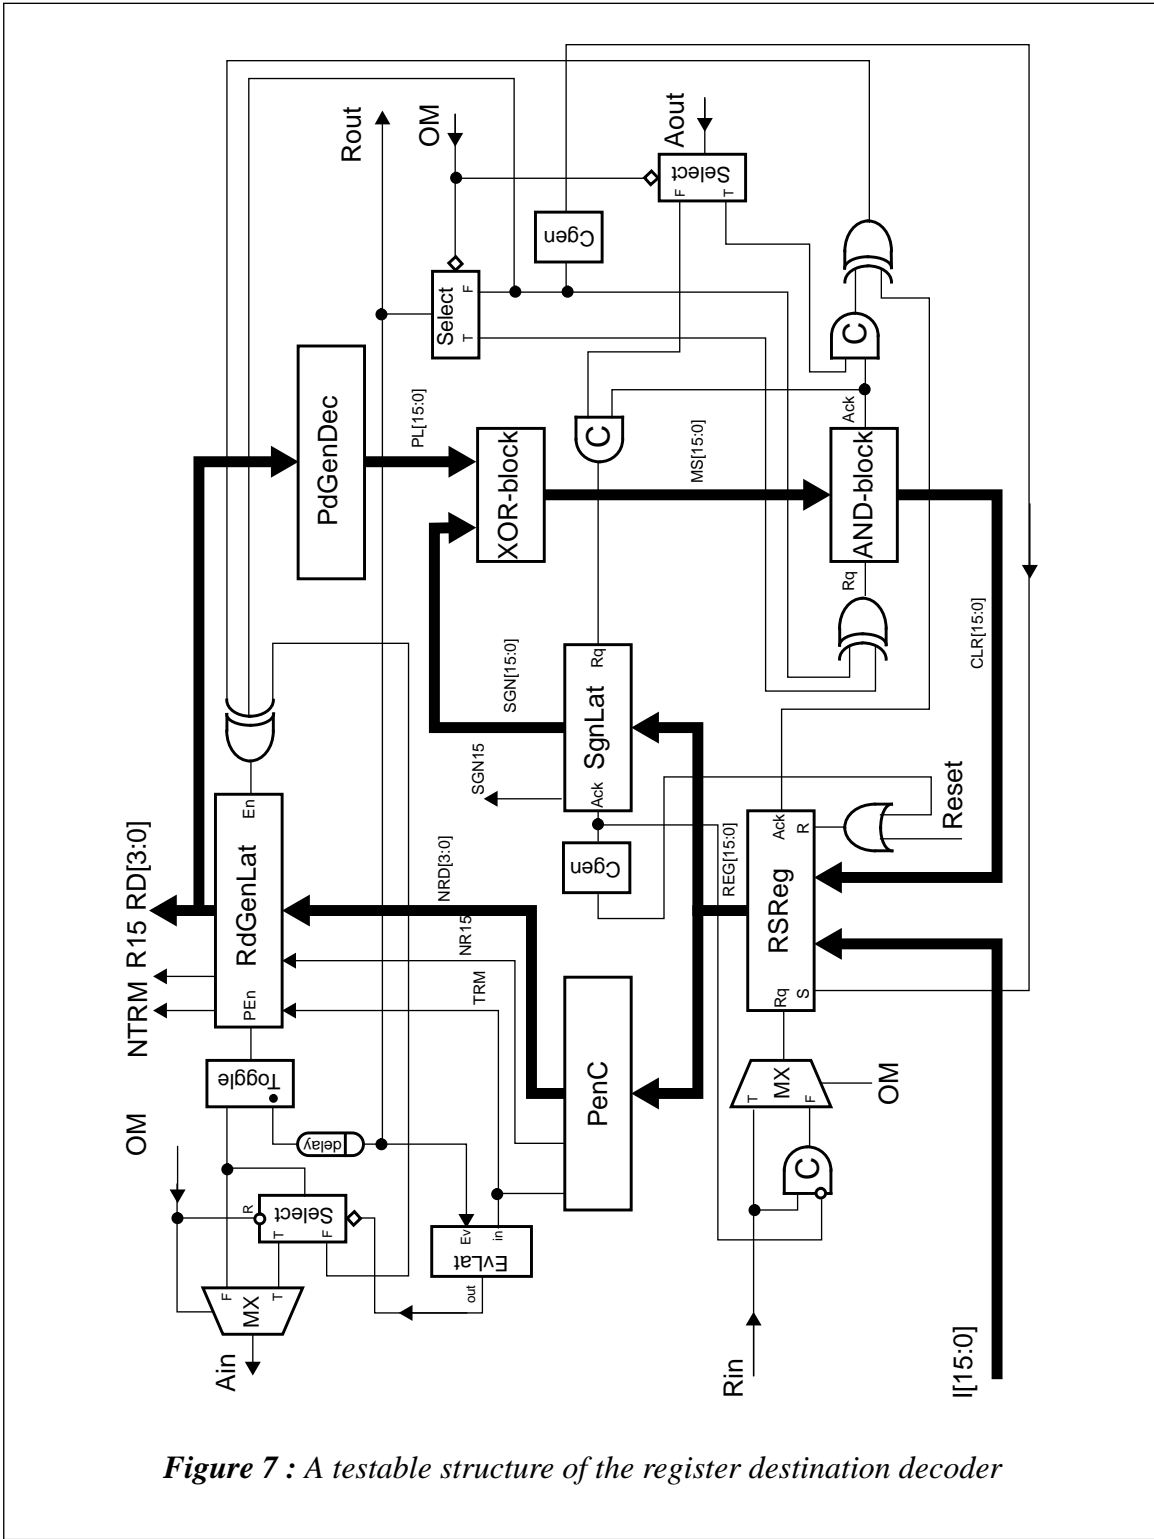 Rout
OM
Aout
Select
F
T
Cgen
Select
F
T
C
C
PdGenDec
PL[15:0]
XOR-block
MS[15:0]
Ack
AND-block
Rq
CLR[15:0]
SGN[15:0]
SGN15
Rq
SgnLat
Ack
Cgen
En
RdGenLat
PEn
NTRM R15 RD[3:0]
NRD[3:0]
NR15
TRM
REG[15:0]
Ack
R
RSReg
Rq
S
Reset
PenC
Toggle
delay
OM
R
Select
T
F
Ev
in
EvLat
out
F
MX
T
Ain
T
MX
F
OM
C
Rin
I[15:0]
Figure 7 : A testable structure of the register destination decoder